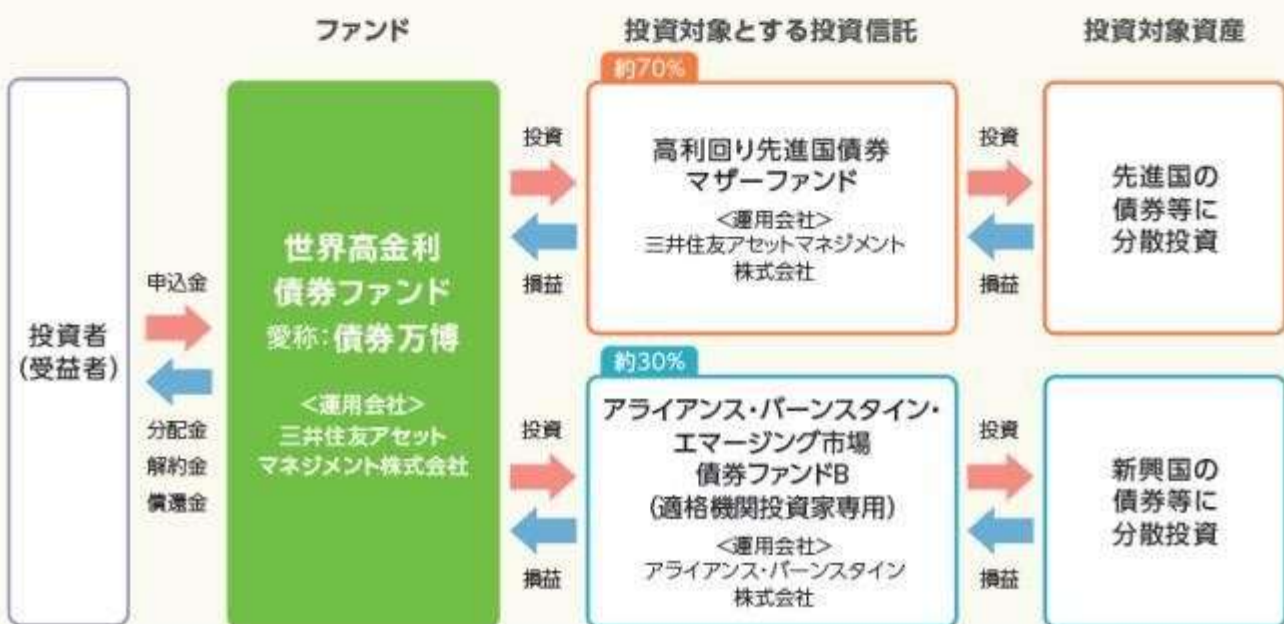 ファンド
投資対象とする投資信託
投資対象資産
投資者
(受益者)
申込金
分配金
解約金
償還金
世界高金利
債券ファンド
愛称:債券万博
<運用会社>
三井住友アセット
マネジメント株式会社
投資
損益
約70%
高利回り先進国債券
マザーファンド
<運用会社>
三井住友アセットマネジメント
株式会社
投資
損益
先進国の
債券等に
分散投資
投資
損益
約30%
アライアンス・バーンスタイン・
エマージング市場
債券ファンドB
(適格機関投資家専用)
<運用会社>
アライアンス・バーンスタイン
株式会社
投資
損益
新興国の
債券等に
分散投資